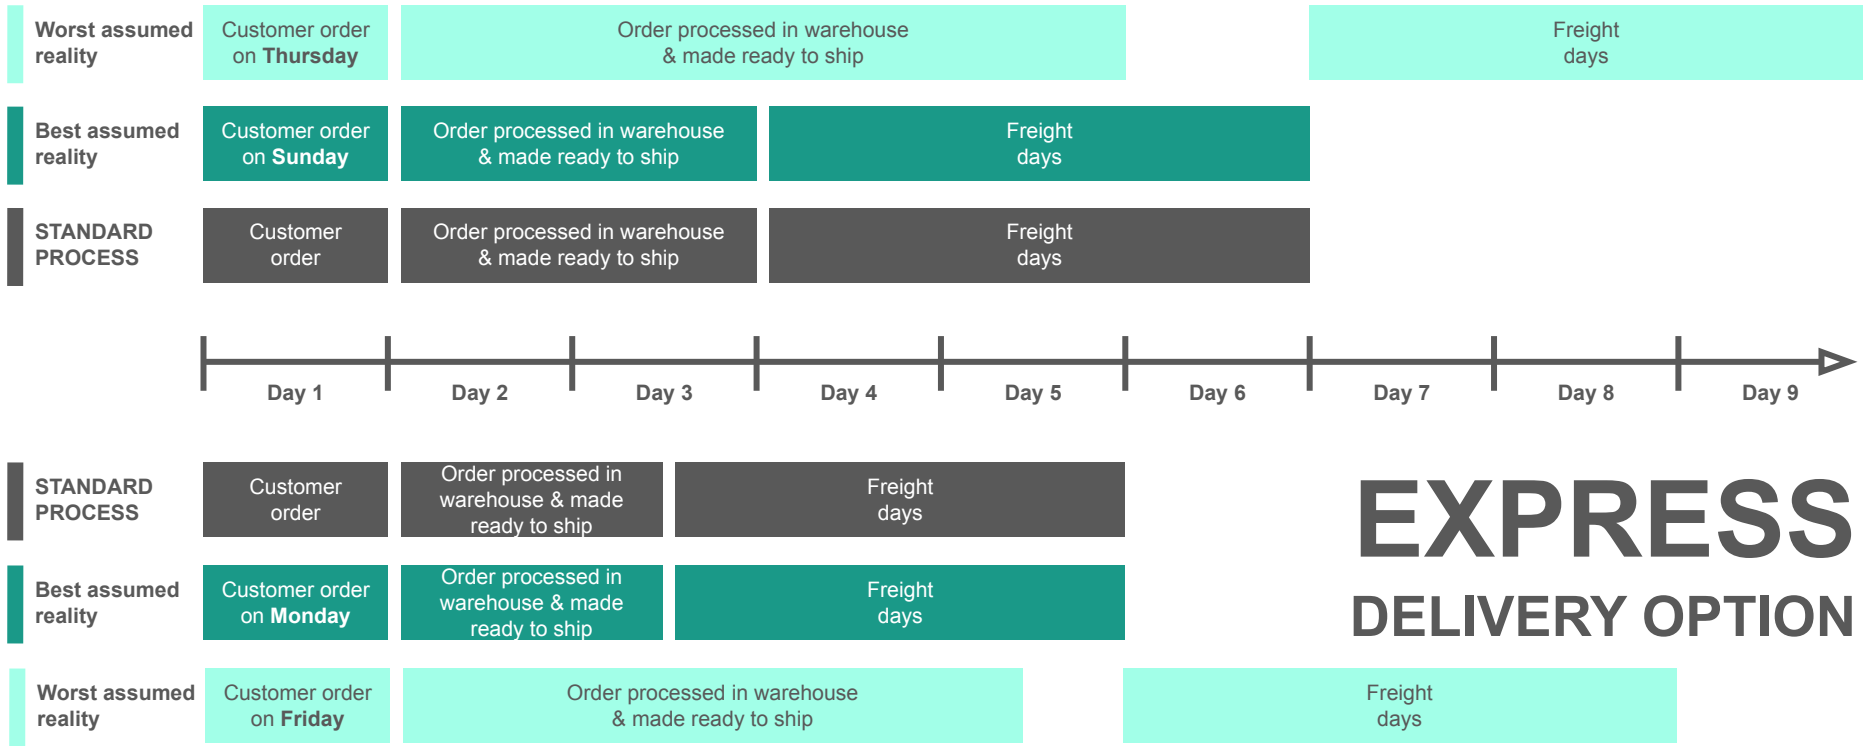 Worst assumed
reality
Customer order
on Thursday
Order processed in warehouse
& made ready to ship
Freight
days
Best assumed
reality
Customer order
on Sunday
Order processed in warehouse
& made ready to ship
Freight
days
STANDARD
PROCESS
Customer
order
Order processed in warehouse
& made ready to ship
Freight
days
Day 1
Day 2
Day 3
Day 4
Day 5
Day 6
Day 7
Day 8
Day 9
STANDARD
PROCESS
Customer
order
Order processed in
warehouse & made
ready to ship
Freight
days
EXPRESS
DELIVERY OPTION
Best assumed
reality
Customer order
on Monday
Order processed in
warehouse & made
ready to ship
Freight
days
Worst assumed
reality
Customer order
on Friday
Order processed in warehouse
& made ready to ship
Freight
days